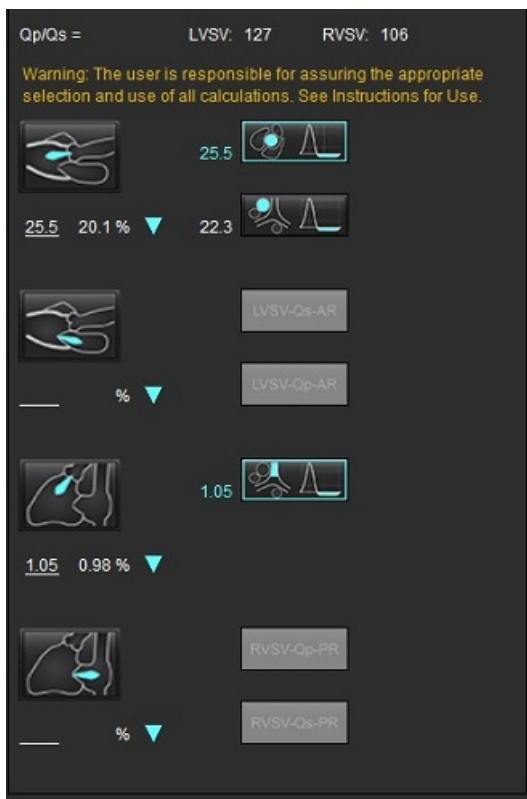 Qp/Qs = LVSV: 127 RVSV: 106
Warning: The user is responsible for assuring the appropriate
selection and use of all calculations. See Instructions for Use.
25.5
25.5 20.1 % 22.3
LVSV-Qs-AR
LVSV-Qp-AR
%
1.05
1.05 0.98 %
RVSV-Qp-PR
RVSV-Qs-PR
%